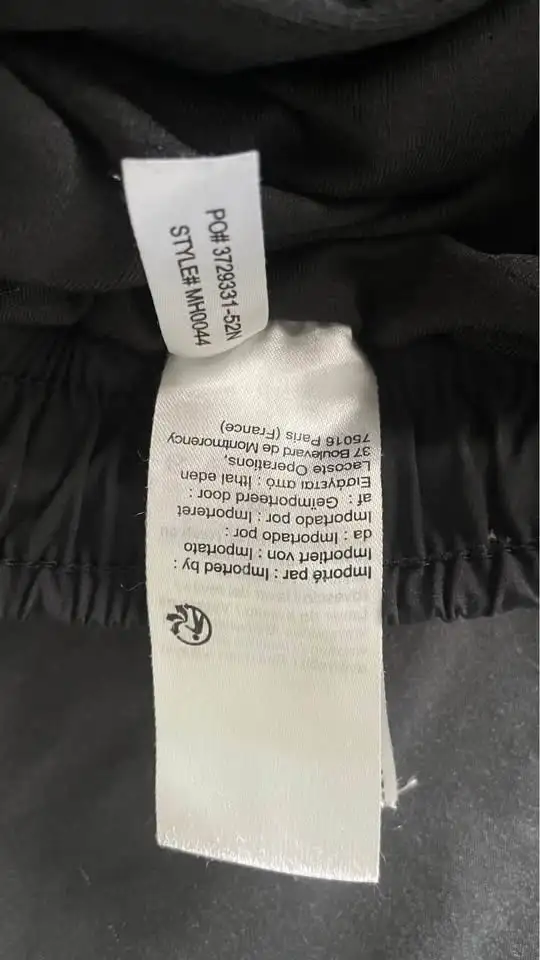 PO# 3729331-52N
STYLE# MH0044
Importé par : Imported by :
Importiert von : Importato
da : Importado por :
Importado por : Importeret
af : Geïmporteerd door :
Εισάγεται από : Ithal eden
Lacoste Operations,
37 Boulevard de Montmorency
75016 Paris (France)